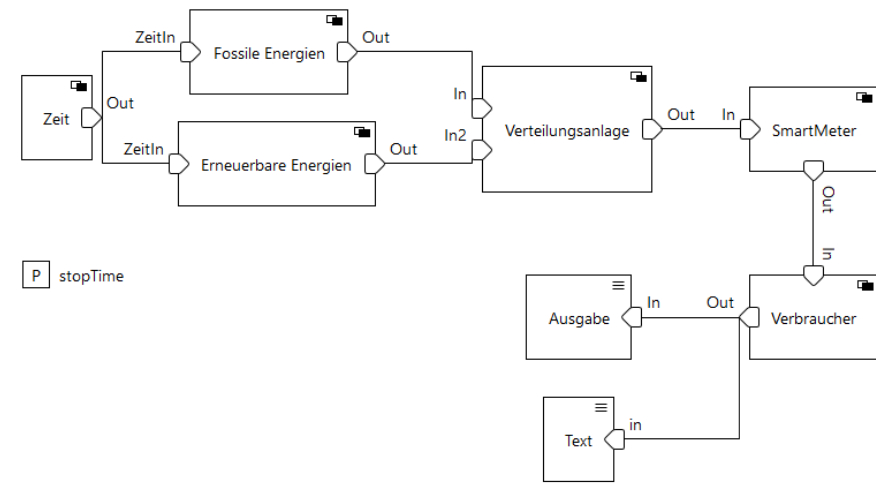 ZeitIn
Fossile Energien
Out
Zeit
Out
ZeitIn
Erneuerbare Energien
Out
In
In2
Verteilungsanlage
Out
In
SmartMeter
Out
In
P
stopTime
Ausgabe
In
Out
Verbraucher
Text
in